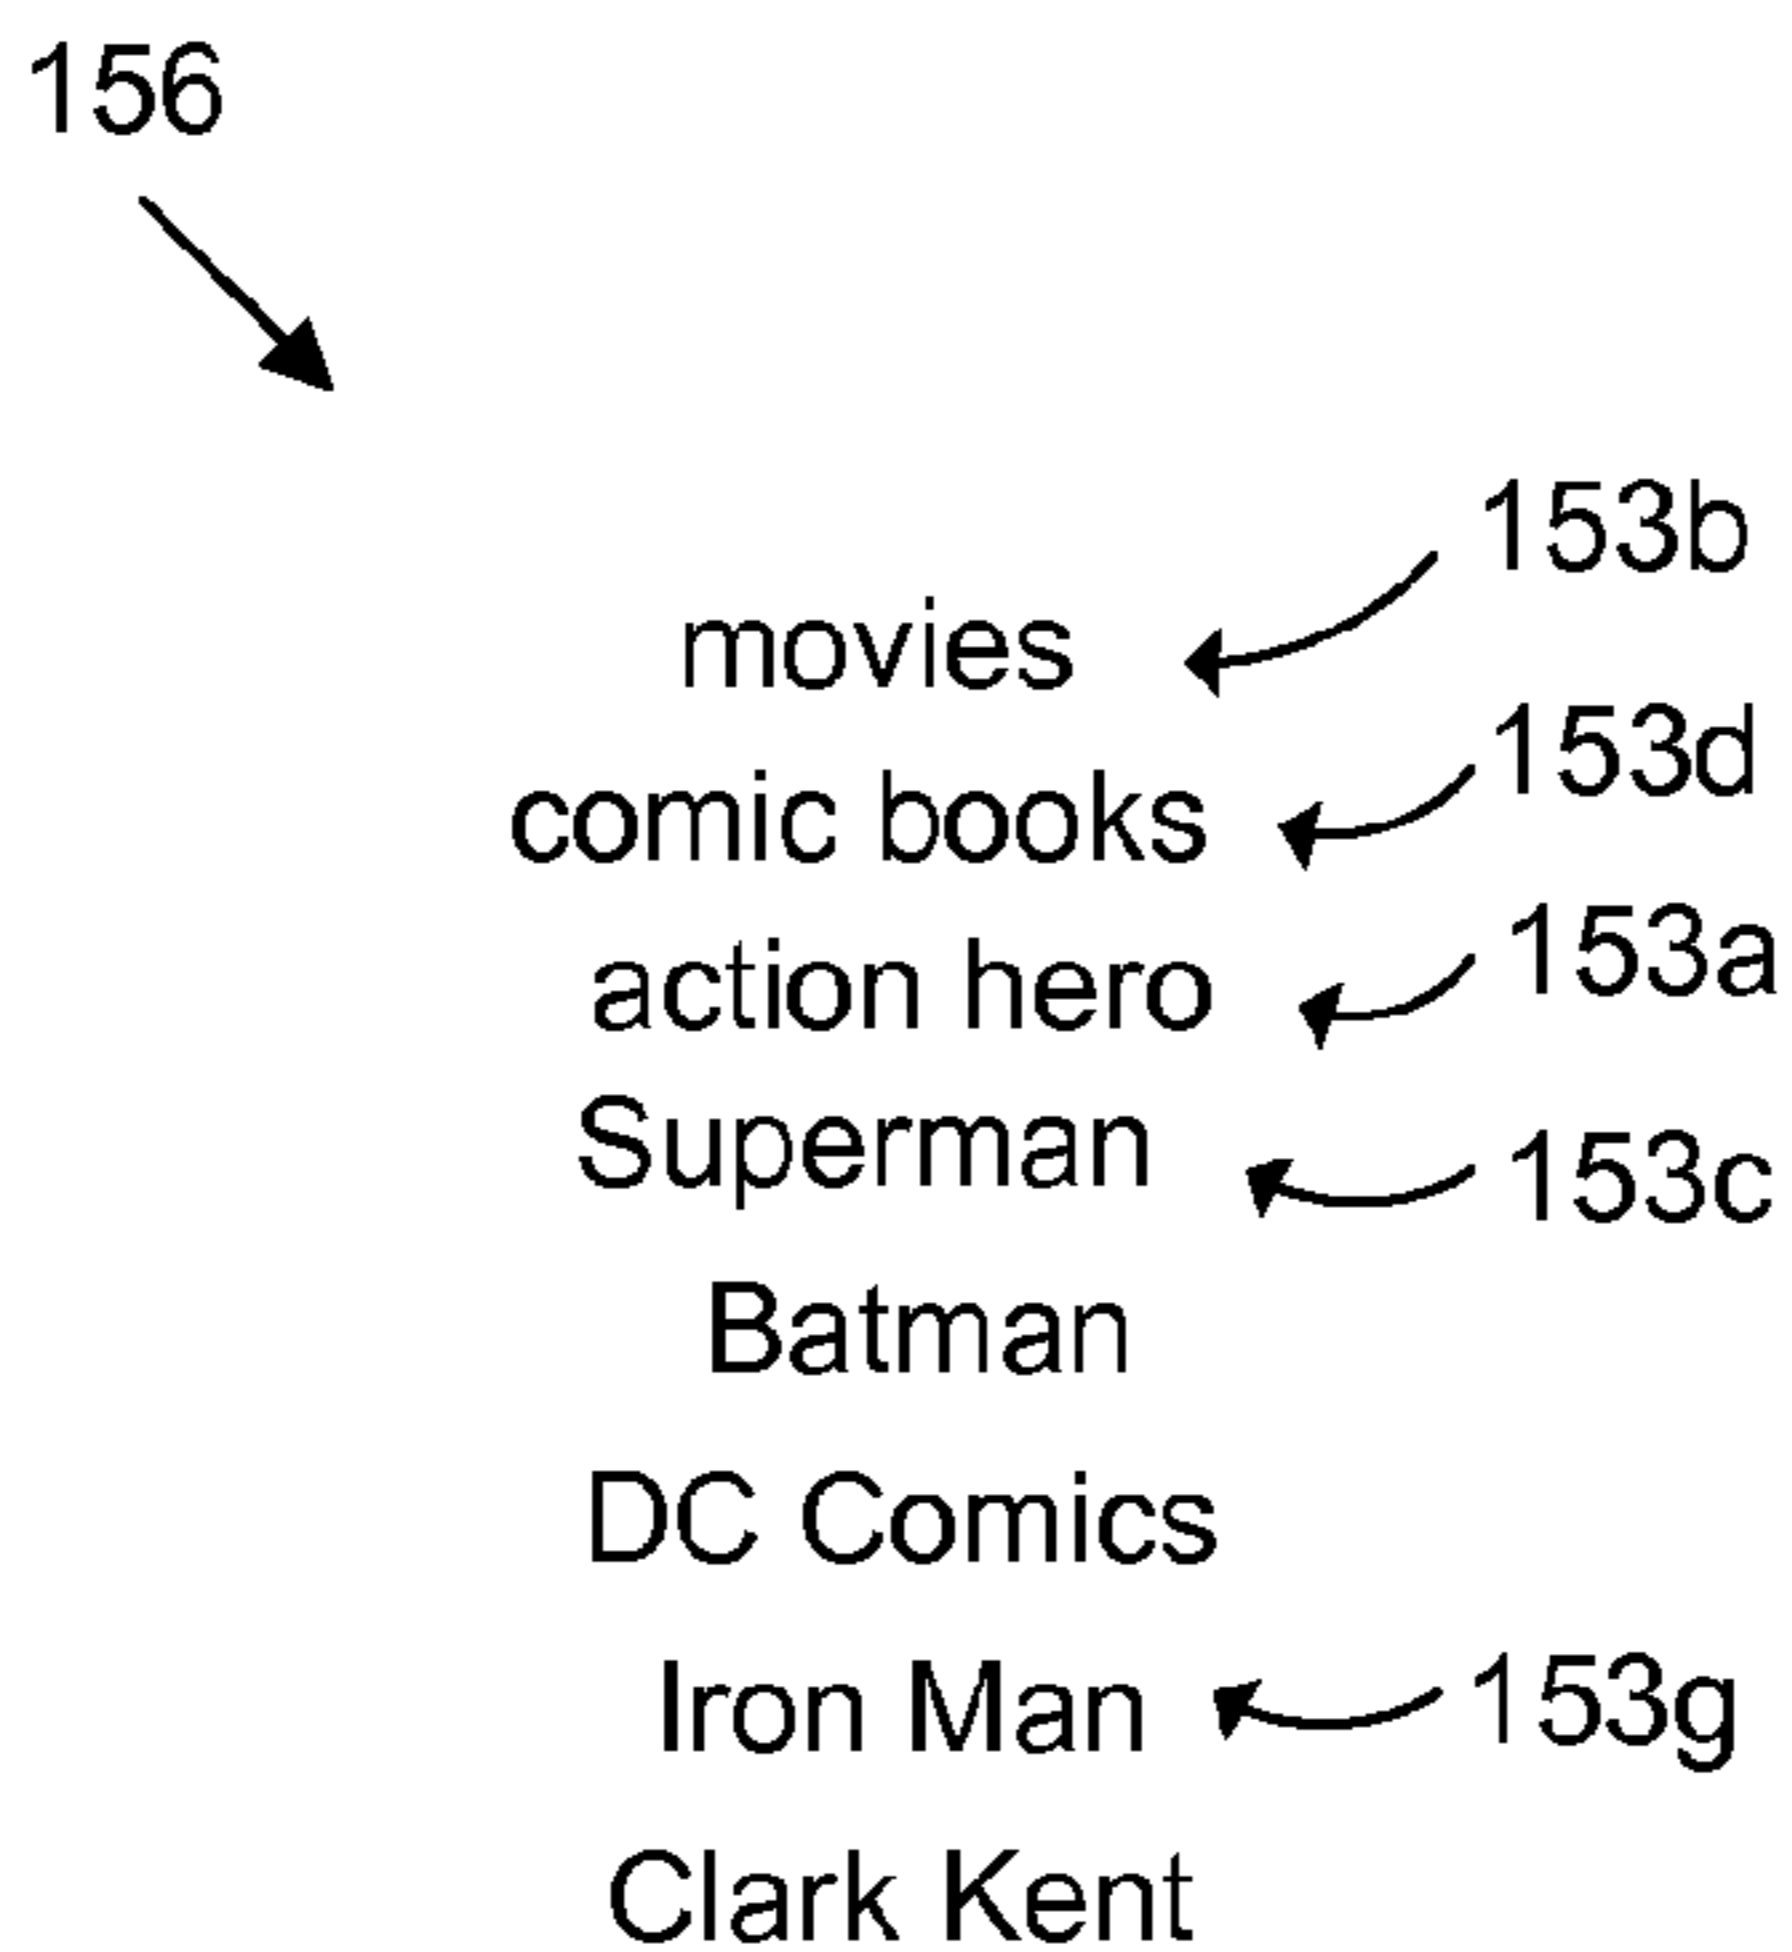 156
153b
movies
153d
comic books
153a
action hero
Superman
153c
Batman
DC Comics
Iron Man
153g
Clark Kent